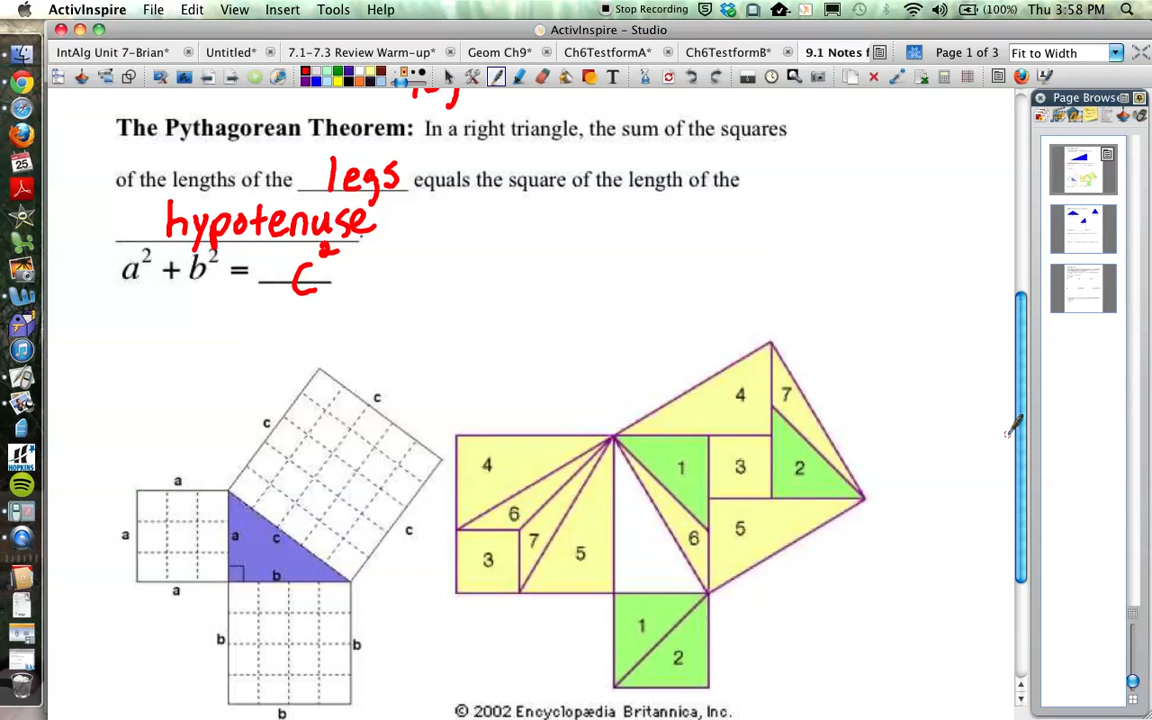 ActivInspire File Edit View Insert Tools Help Stop Recording (100%) Thu 3:58 PM
ActivInspire - Studio
IntAlg Unit 7-Brian* Untitled* 7.1-7.3 Review Warm-up* Geom Ch9* Ch6TestformA* Ch6TestformB* 9.1 Notes f Page 1 of 3 Fit to Width
Page Brows
The Pythagorean Theorem: In a right triangle, the sum of the squares
of the lengths of the legs equals the square of the length of the
hypotenuse.
a² + b² = c²
c
c
a
a
a
c
b
c
a
b
b
b
4
7
4
1
3
2
6
3
7
5
6
5
1
2
© 2002 Encyclopædia Britannica, Inc.
25
HOPKINS